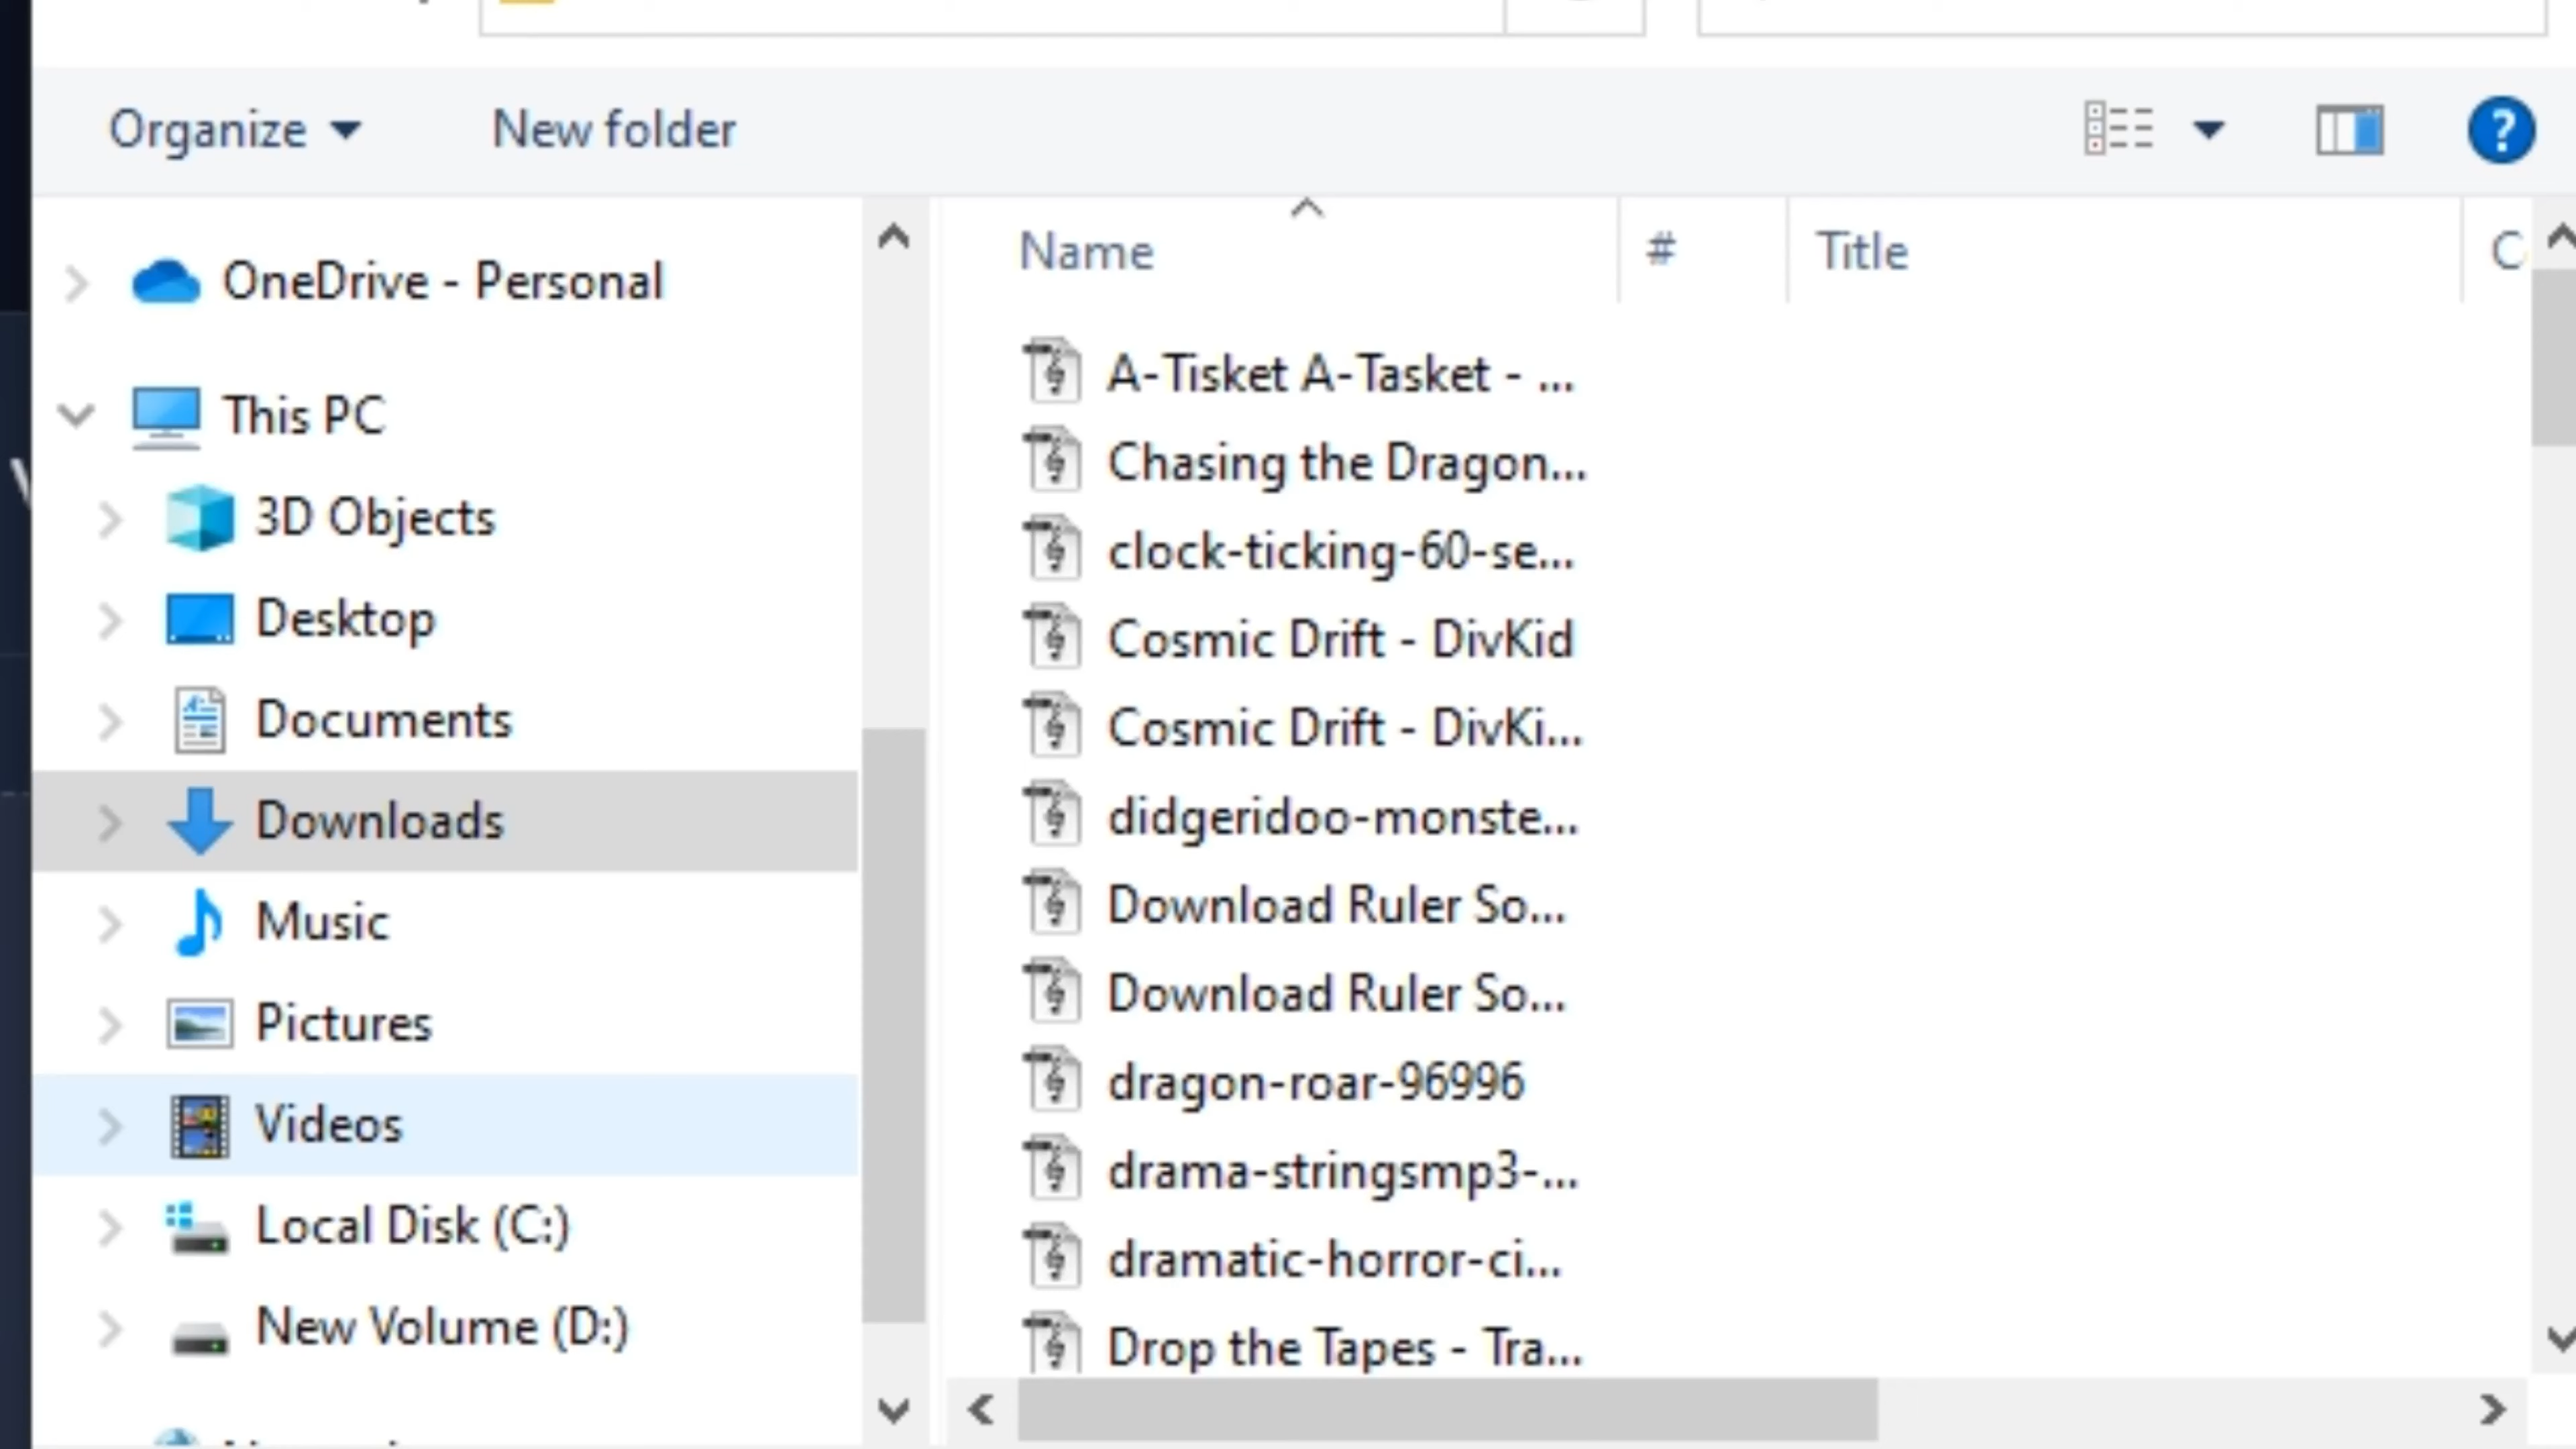 Organize New folder
OneDrive - Personal
This PC
3D Objects
Desktop
Documents
Downloads
Music
Pictures
Videos
Local Disk (C:)
New Volume (D:)
Name # Title
A-Tisket A-Tasket - ...
Chasing the Dragon...
clock-ticking-60-se...
Cosmic Drift - DivKid
Cosmic Drift - DivKi...
didgeridoo-monste...
Download Ruler So...
Download Ruler So...
dragon-roar-96996
drama-stringsmp3-...
dramatic-horror-ci...
Drop the Tapes - Tra...